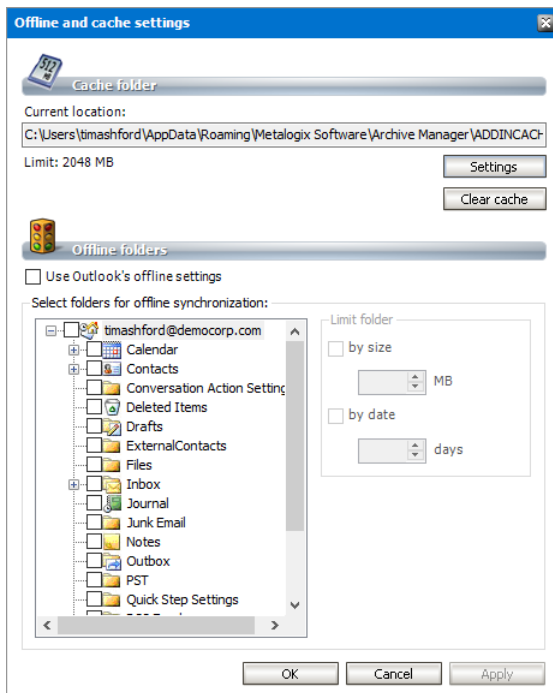 Offline and cache settings
512
MB
Cache folder
Current location:
C:\Users\timashford\AppData\Roaming\Metalogix Software\Archive Manager\ADDINCACH
Limit: 2048 MB
Settings
Clear cache
Offline folders
Use Outlook's offline settings
Select folders for offline synchronization:
timashford@democorp.com
Calendar
Contacts
Conversation Action Setting
Deleted Items
Drafts
ExternalContacts
Files
Inbox
Journal
Junk Email
Notes
Outbox
PST
Quick Step Settings
Limit folder
by size
MB
by date
days
OK
Cancel
Apply